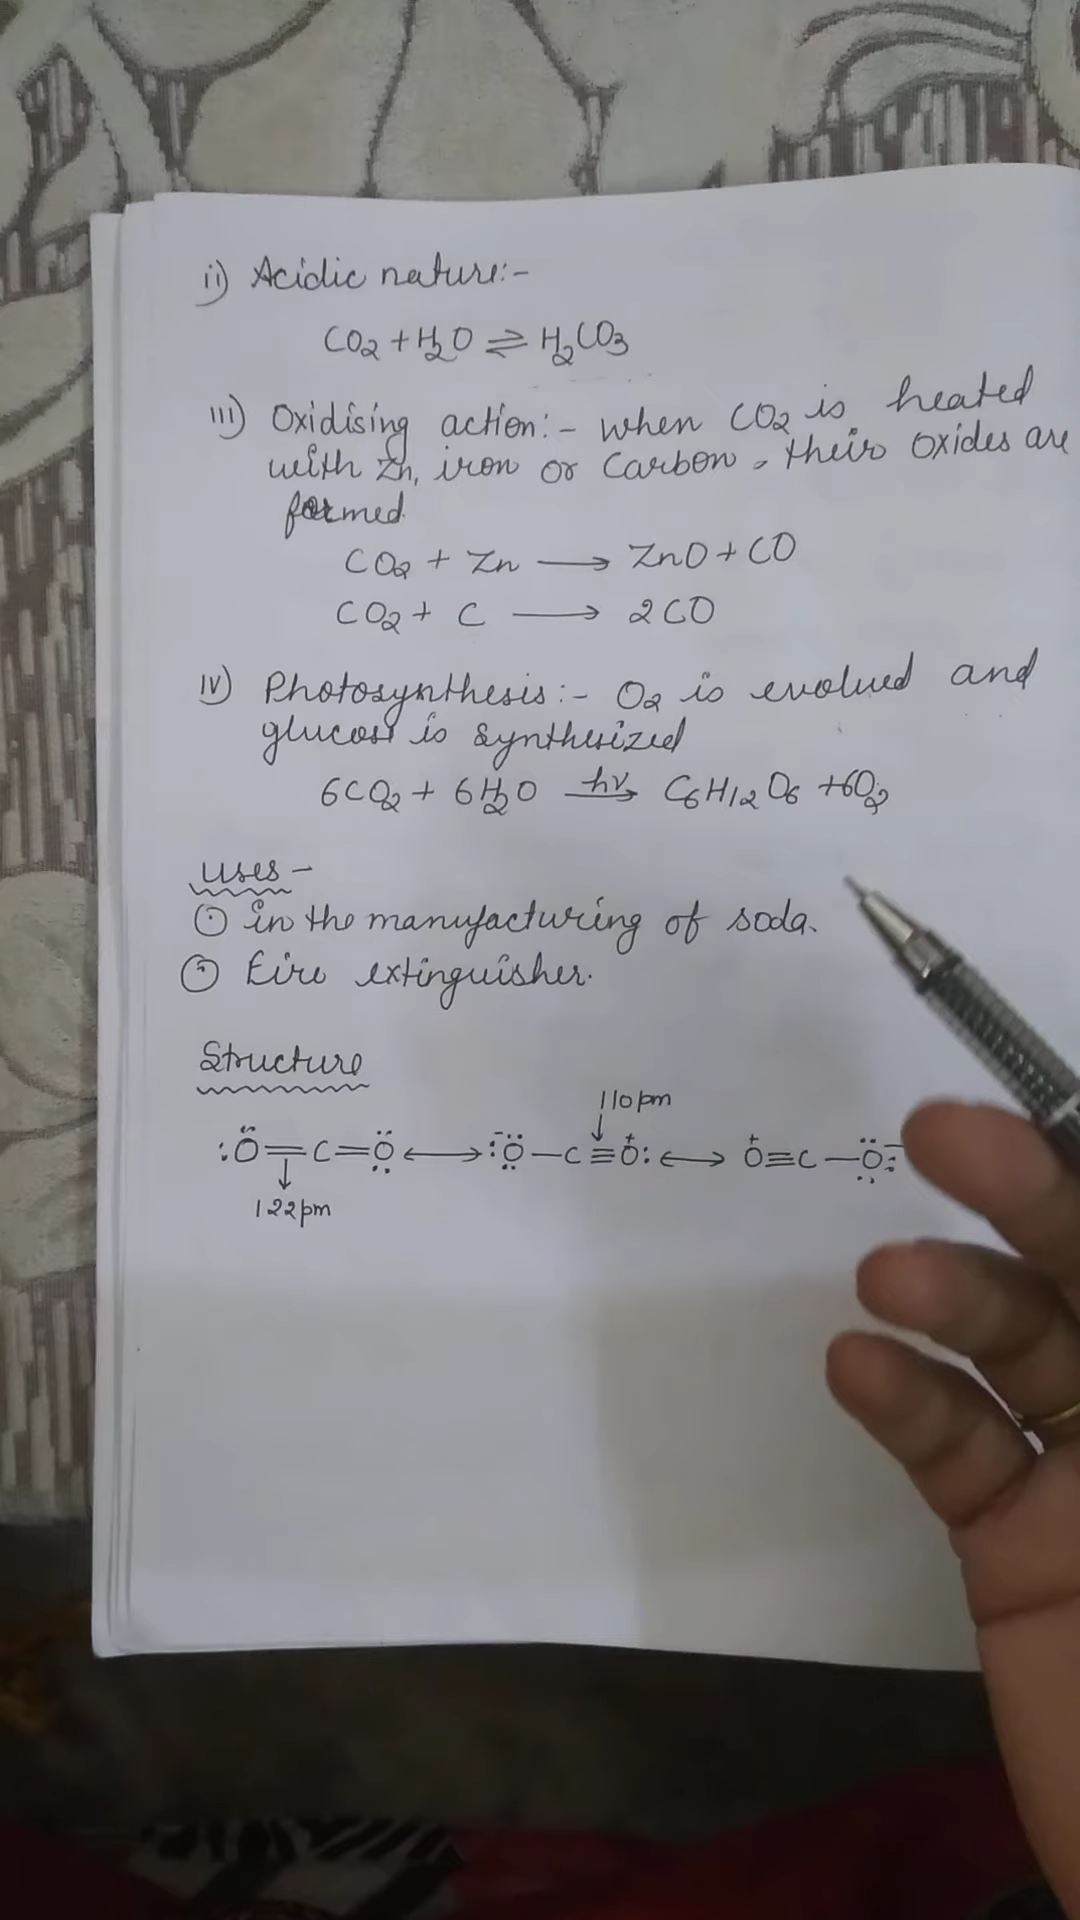 ii) Acidic nature:-
CO2 + H2O ⇌ H2CO3
iii) Oxidising action:- when CO2 is heated
with Zn, iron or Carbon, their oxides are
formed.
CO2 + Zn ⟶ ZnO + CO
CO2 + C ⟶ 2CO
iv) Photosynthesis:- O2 is evolved and
glucose is synthesized
6CO2 + 6H2O hν⟶ C6H12O6 + 6O2
Uses -
① in the manufacturing of soda.
② Fire extinguisher.
Structure
110pm
:Ö=C=Ö ⟷ :Ö-C≡O: ⟷ O≡C-Ö:
122pm